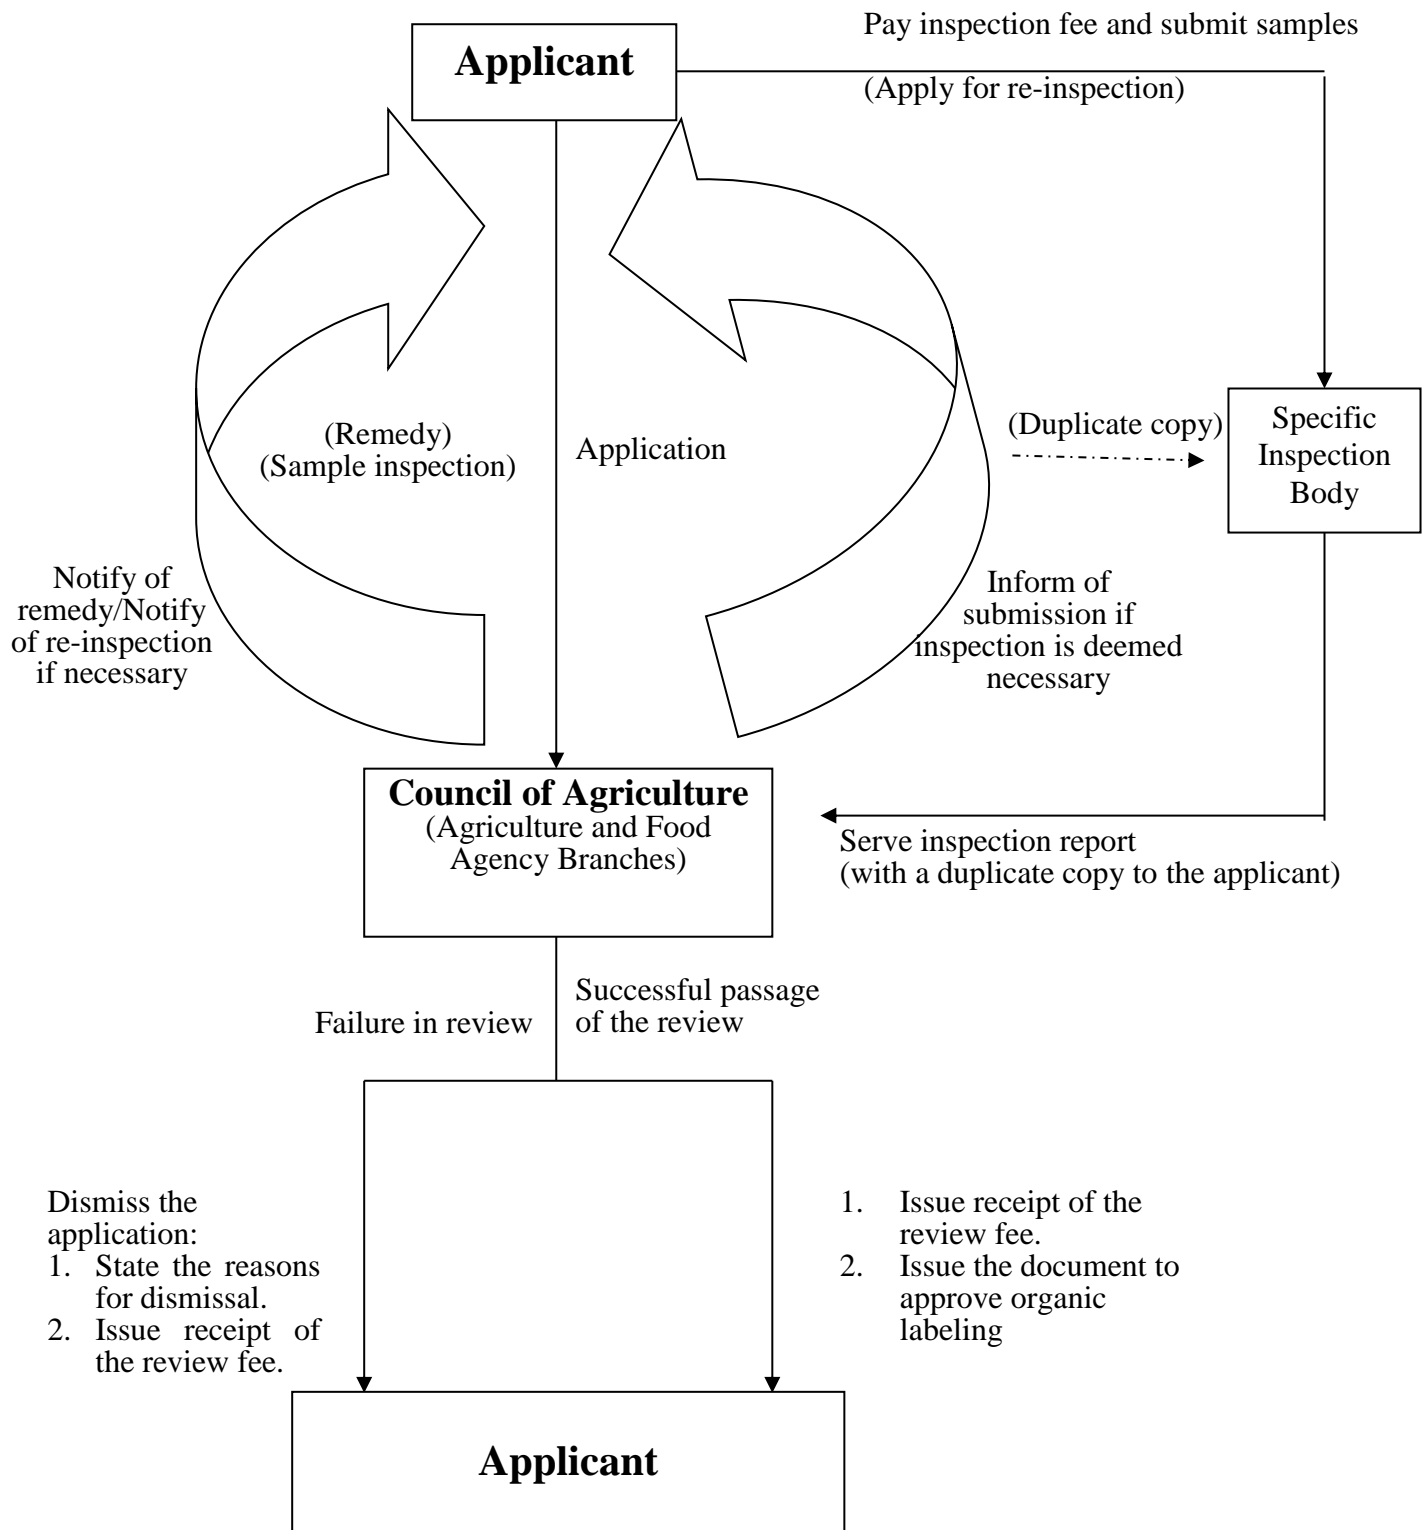 Pay inspection fee and submit samples
Applicant
(Apply for re-inspection)
(Remedy)
(Sample inspection)
Application
(Duplicate copy)
Specific
Inspection
Body
Notify of
remedy/Notify
of re-inspection
if necessary
Inform of
submission if
inspection is deemed
necessary
Council of Agriculture
(Agriculture and Food
Agency Branches)
Serve inspection report
(with a duplicate copy to the applicant)
Failure in review
Successful passage
of the review
Dismiss the
application:
1. State the reasons
for dismissal.
2. Issue receipt of
the review fee.
1. Issue receipt of the
review fee.
2. Issue the document to
approve organic
labeling
Applicant